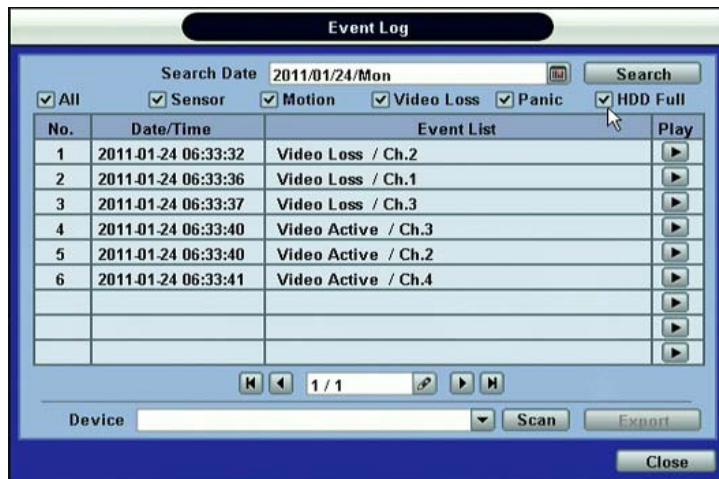 Event Log
Search Date 2011/01/24/Mon Search
All Sensor Motion Video Loss Panic HDD Full
No. Date/Time Event List Play
1 2011-01-24 06:33:32 Video Loss / Ch.2
2 2011-01-24 06:33:36 Video Loss / Ch.1
3 2011-01-24 06:33:37 Video Loss / Ch.3
4 2011-01-24 06:33:40 Video Active / Ch.3
5 2011-01-24 06:33:40 Video Active / Ch.2
6 2011-01-24 06:33:41 Video Active / Ch.4
1 / 1
Device Scan Export
Close